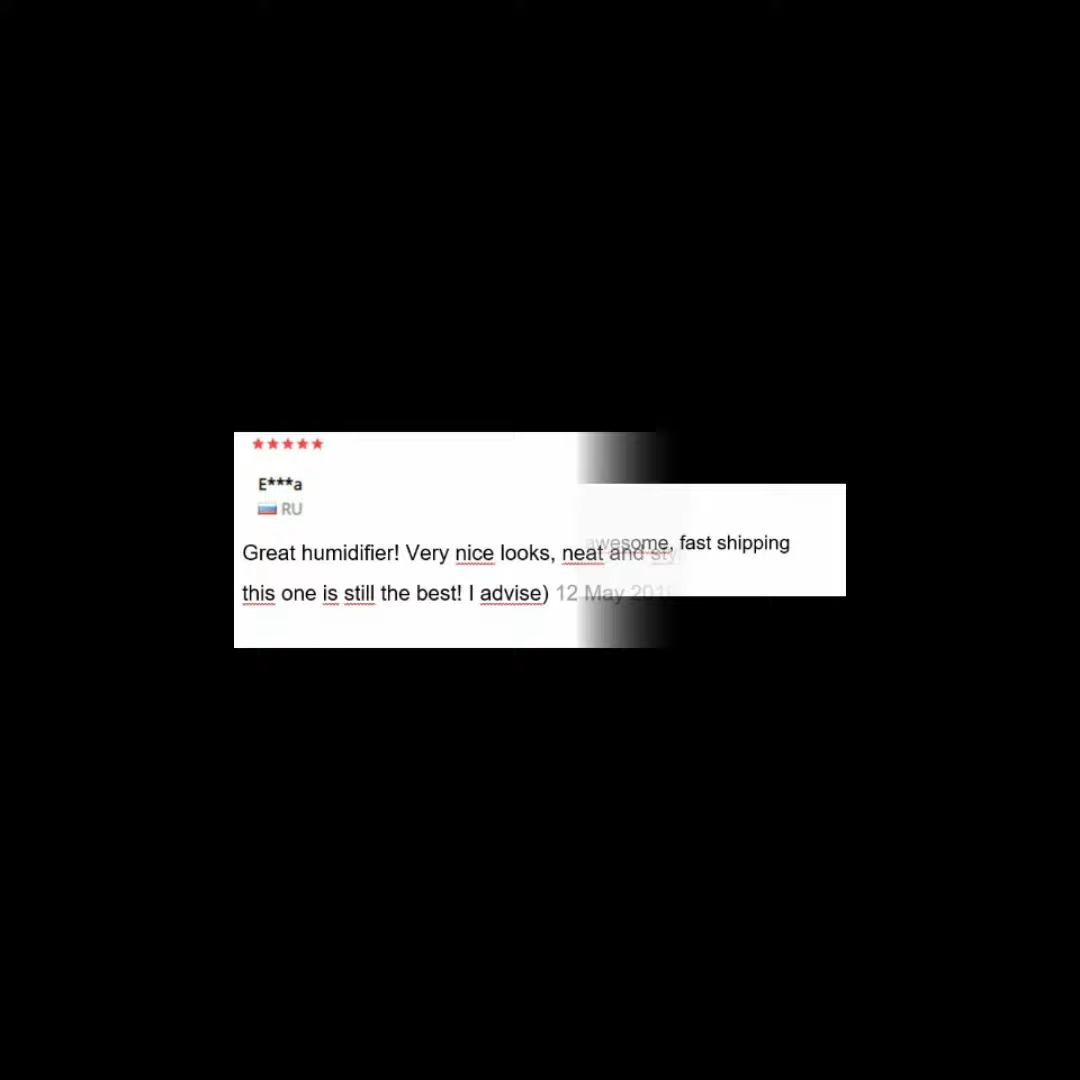 E***a
RU
Great humidifier! Very nice looks, neat and
awesome, fast shipping
this one is still the best! I advise) 12 May